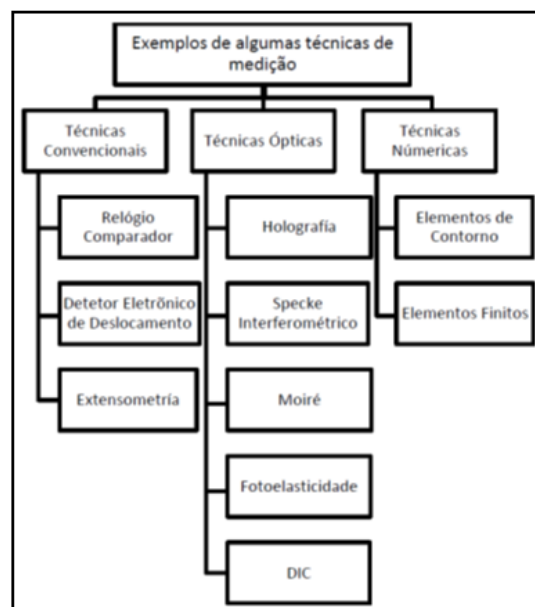 Exemplos de algumas técnicas de
medição
Técnicas
Convencionais
Técnicas Ópticas
Técnicas
Númericas
Relógio
Comparador
Holografía
Elementos de
Contorno
Detetor Eletrõnico
de Deslocamento
Specke
Interferométrico
Elementos Finitos
Extensometría
Moiré
Fotoelasticidade
DIC